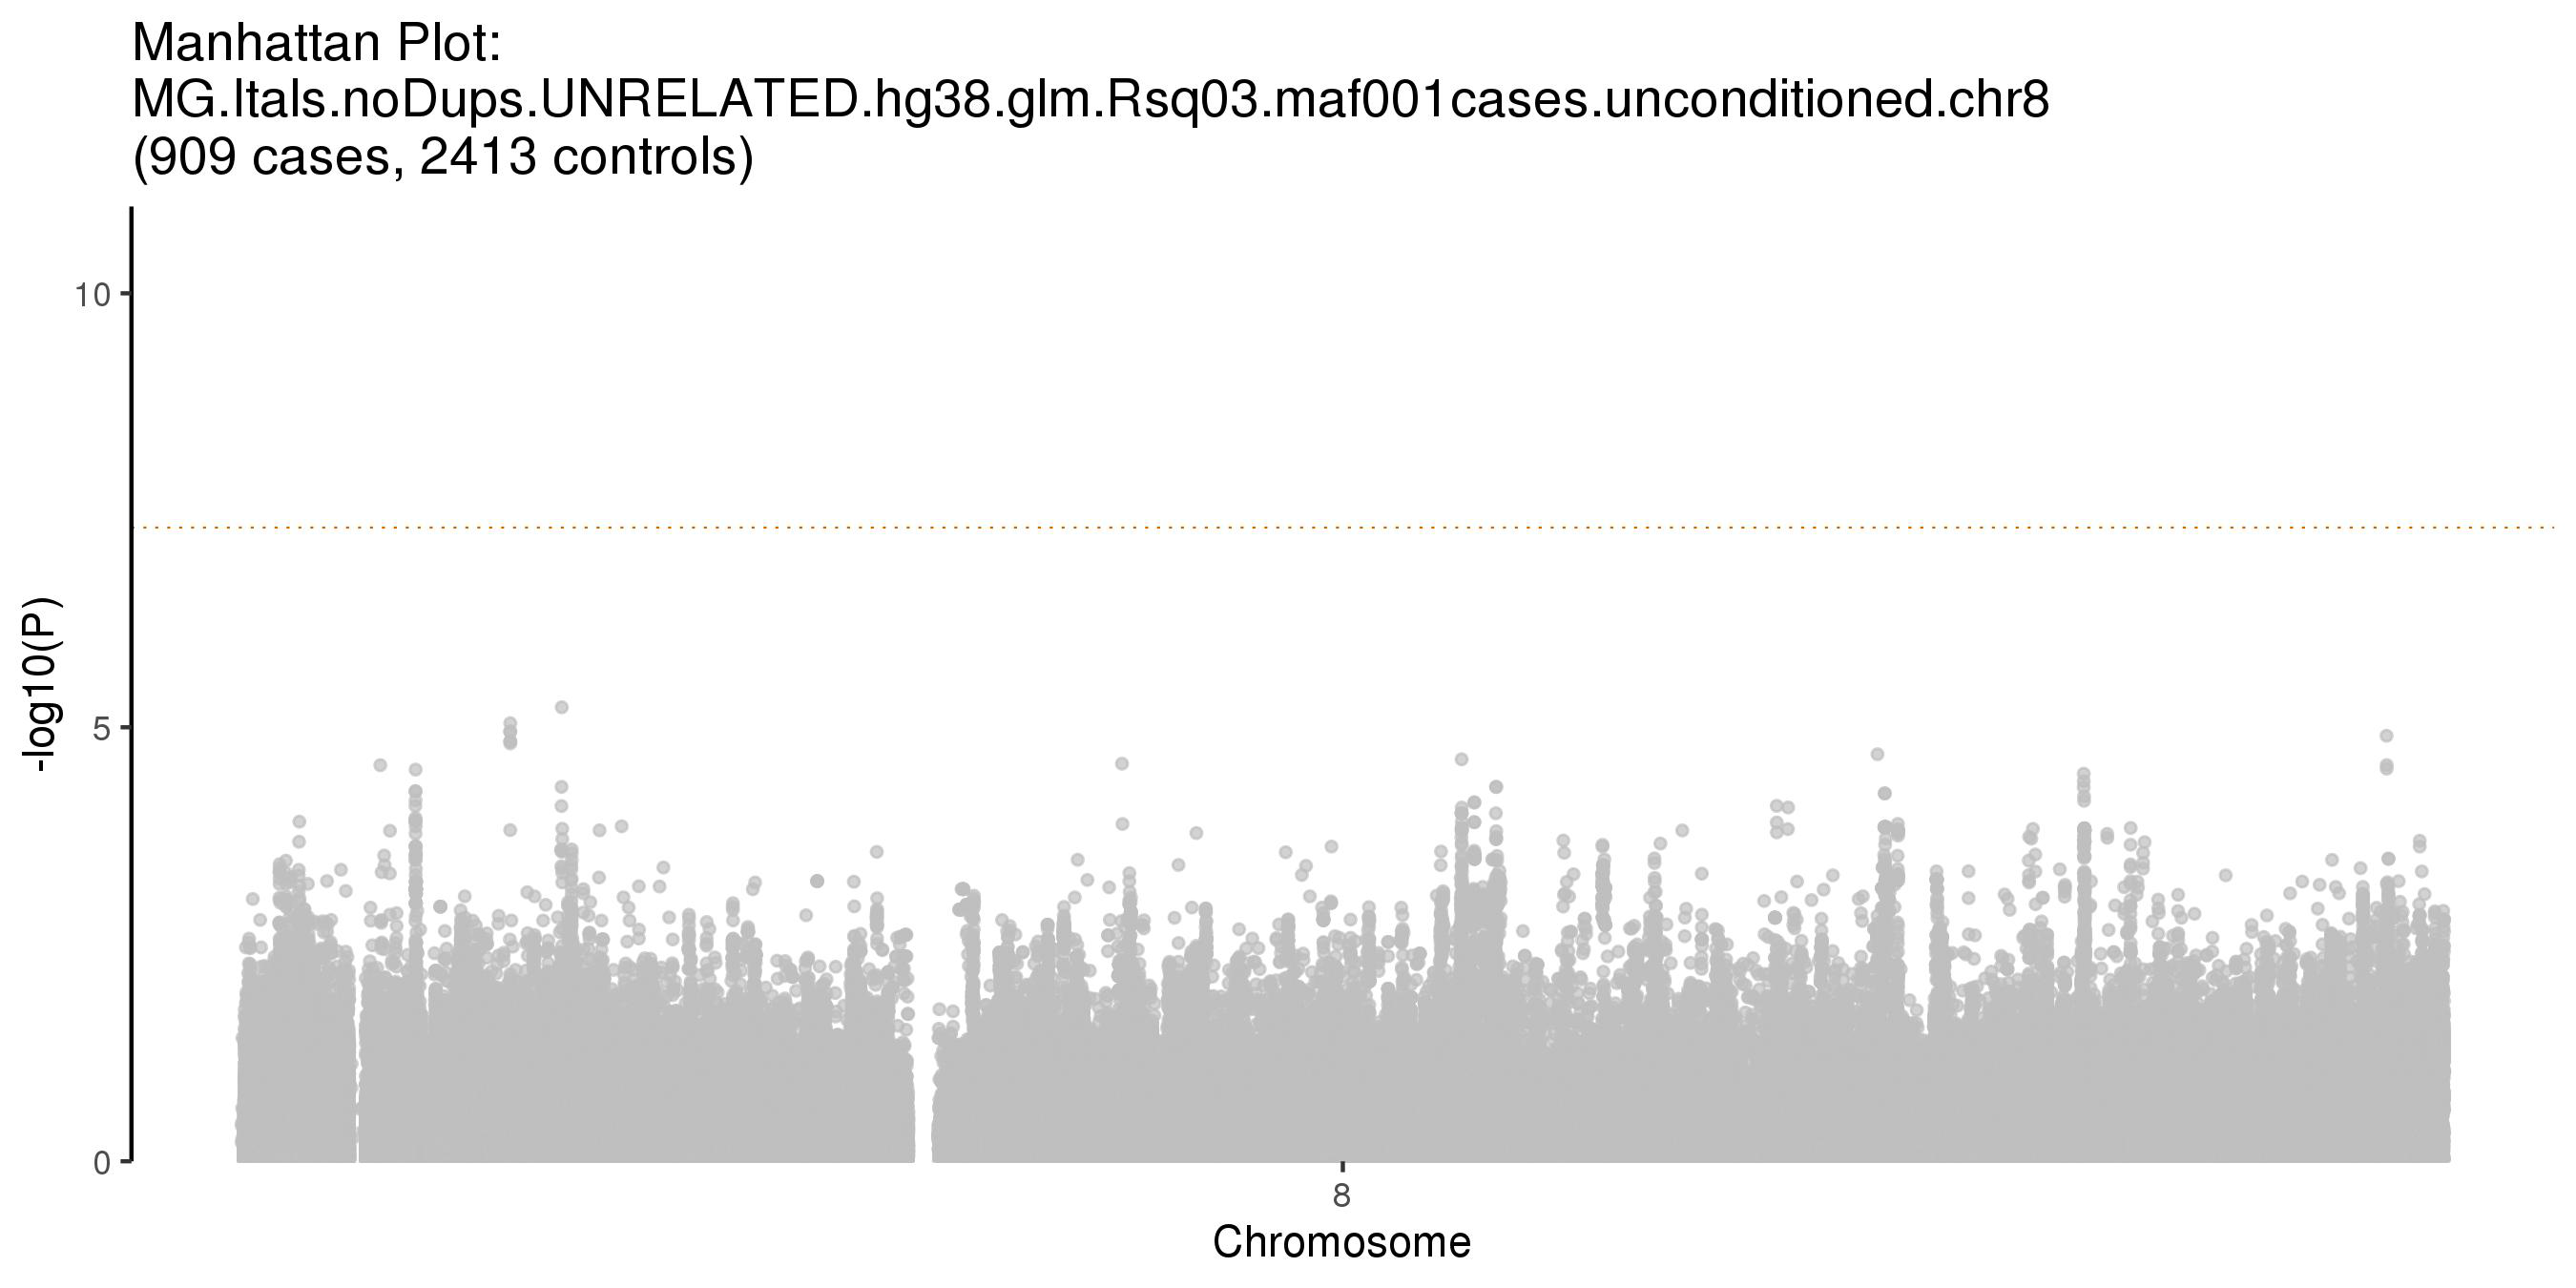 Manhattan Plot:
MG.Itals.noDups.UNRELATED.hg38.glm.Rsq03.maf001cases.unconditioned.chr8
(909 cases, 2413 controls)
10
5
0
-log10(P)
8
Chromosome